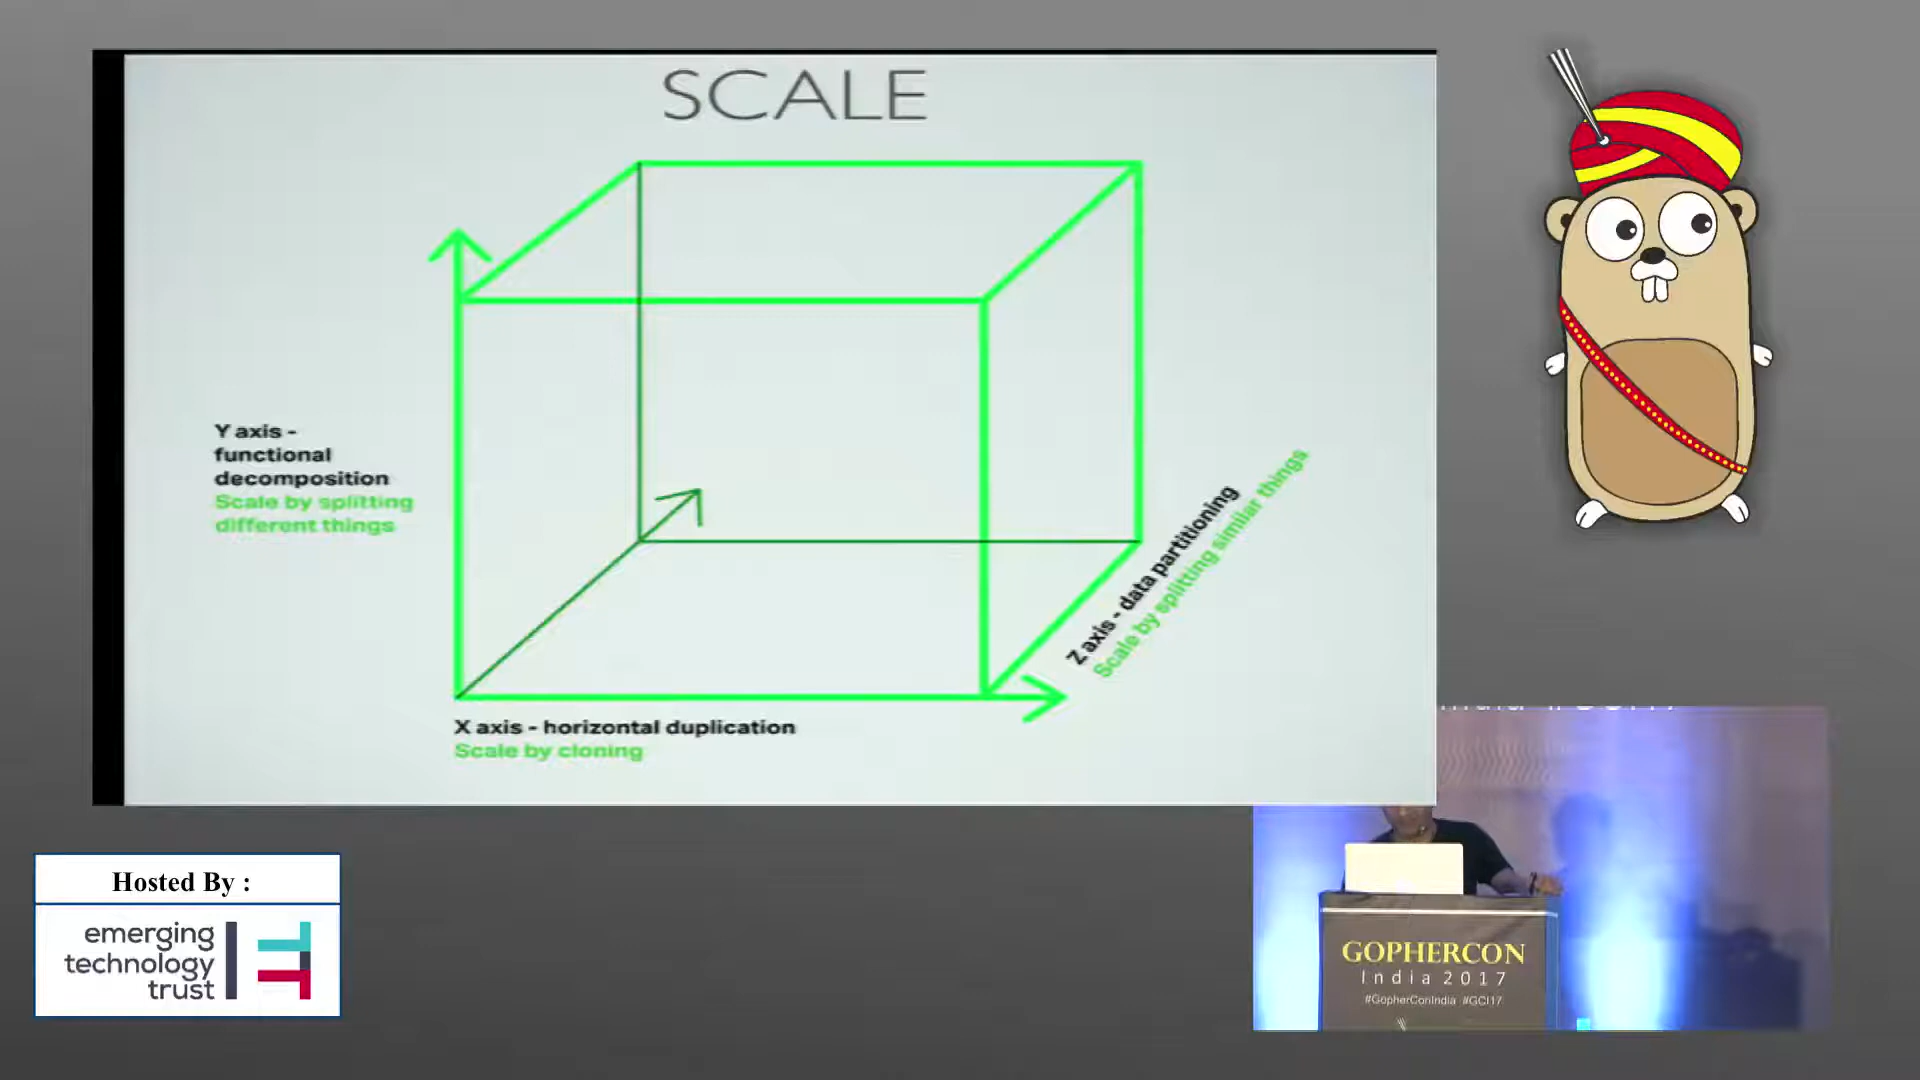 SCALE
Y axis -
functional
decomposition
Scale by splitting
different things
Z axis - data partitioning
Scale by splitting similar things
X axis - horizontal duplication
Scale by cloning
Hosted By :
emerging
technology
trust
GOPHERCON
India 2017
#GopherConIndia #GCI17